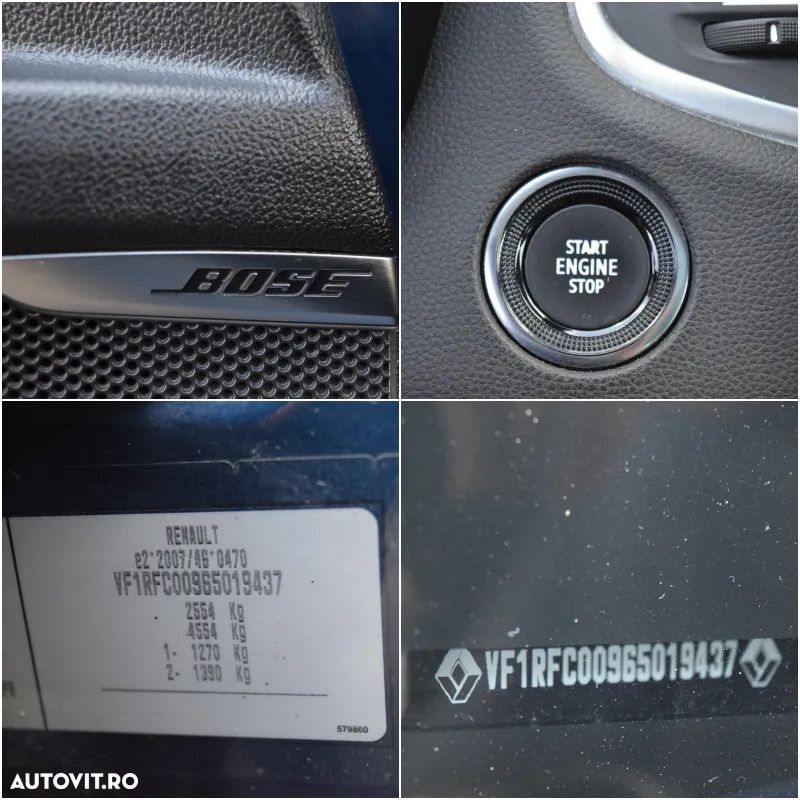 BOSE
START
ENGINE
STOP
RENAULT
e2*2007/46*0470
VF1RFC00965019437
2554 Kg
4554 Kg
1- 1270 Kg
2- 1390 Kg
579860
VF1RFC00965019437
AUTOVIT.RO